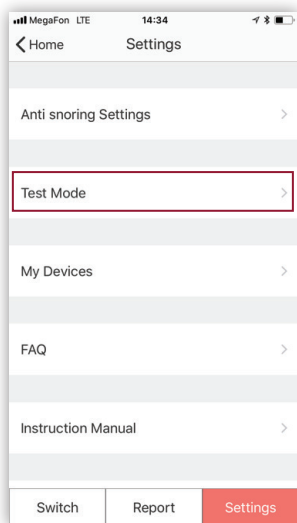 MegaFon LTE 14:34
Home Settings
Anti snoring Settings
Test Mode
My Devices
FAQ
Instruction Manual
Switch Report Settings